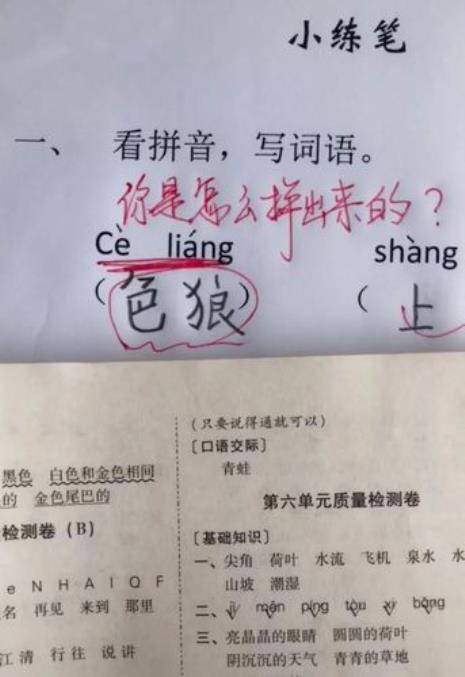 小练笔
一、 看拼音，写词语。
你是怎么拼出来的？
Cè liáng shàng
（色狼） （上
（只要说得通就可以）
〔口语交际〕
黑色 白色和金色相间
青蛙
的 金色尾巴的
第六单元质量检测卷
检测卷（B）
〔基础知识〕
一、尖角 荷叶 水流 飞机 泉水 水
山坡 潮湿
e N H A I Q F
名 再见 来到 那里
二、 mén píng bāng
三、亮晶晶的眼睛 圆圆的荷叶
江清 行往 说讲
阴沉沉的天气 青青的草地